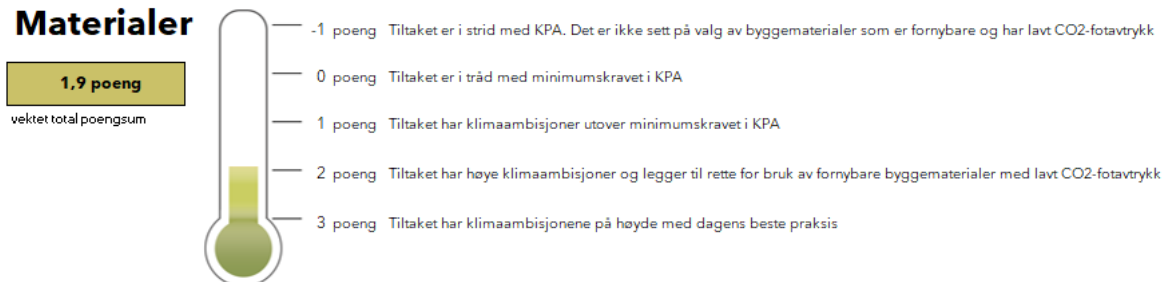 Materialer
1,9 poeng
vektet total poengsum
-1 poeng Tiltaket er i strid med KPA. Det er ikke sett på valg av byggematerialer som er fornybare og har lavt CO2-fotavtrykk
0 poeng Tiltaket er i tråd med minimumskravet i KPA
1 poeng Tiltaket har klimaambisjoner utover minimumskravet i KPA
2 poeng Tiltaket har høye klimaambisjoner og legger til rette for bruk av fornybare byggematerialer med lavt CO2-fotavtrykk
3 poeng Tiltaket har klimaambisjonene på høyde med dagens beste praksis